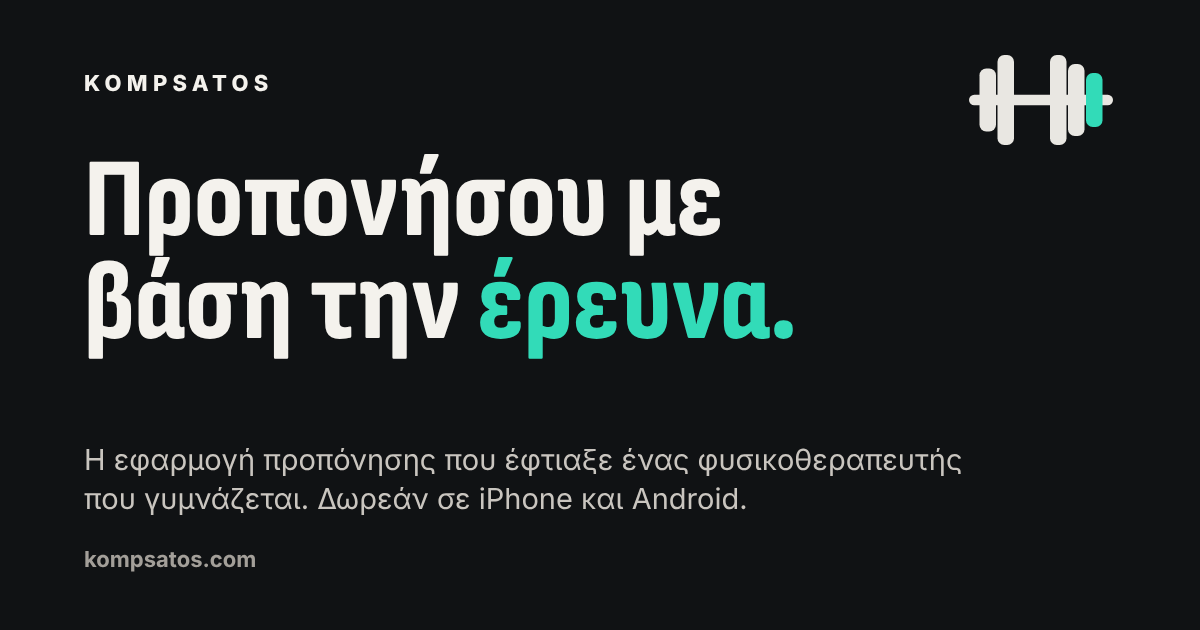 KOMPSATOS
Προπονήσου με
βάση την έρευνα.
Η εφαρμογή προπόνησης που έφτιαξε ένας φυσικοθεραπευτής
που γυμνάζεται. Δωρεάν σε iPhone και Android.
kompsatos.com